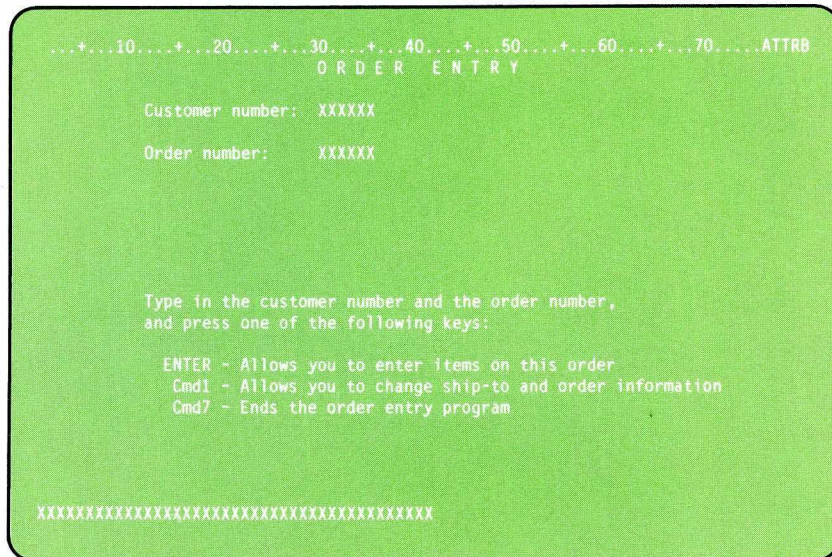 ...+...10....+...20....+...30....+...40....+...50....+...60....+...70.....ATTRB
O R D E R   E N T R Y
Customer number:  XXXXXX
Order number:     XXXXXX
Type in the customer number and the order number,
and press one of the following keys:
ENTER - Allows you to enter items on this order
Cmd1 - Allows you to change ship-to and order information
Cmd7 - Ends the order entry program
XXXXXXXXXXXXXXXXXXXXXXXXXXXXXXXXXXXXXXXXX